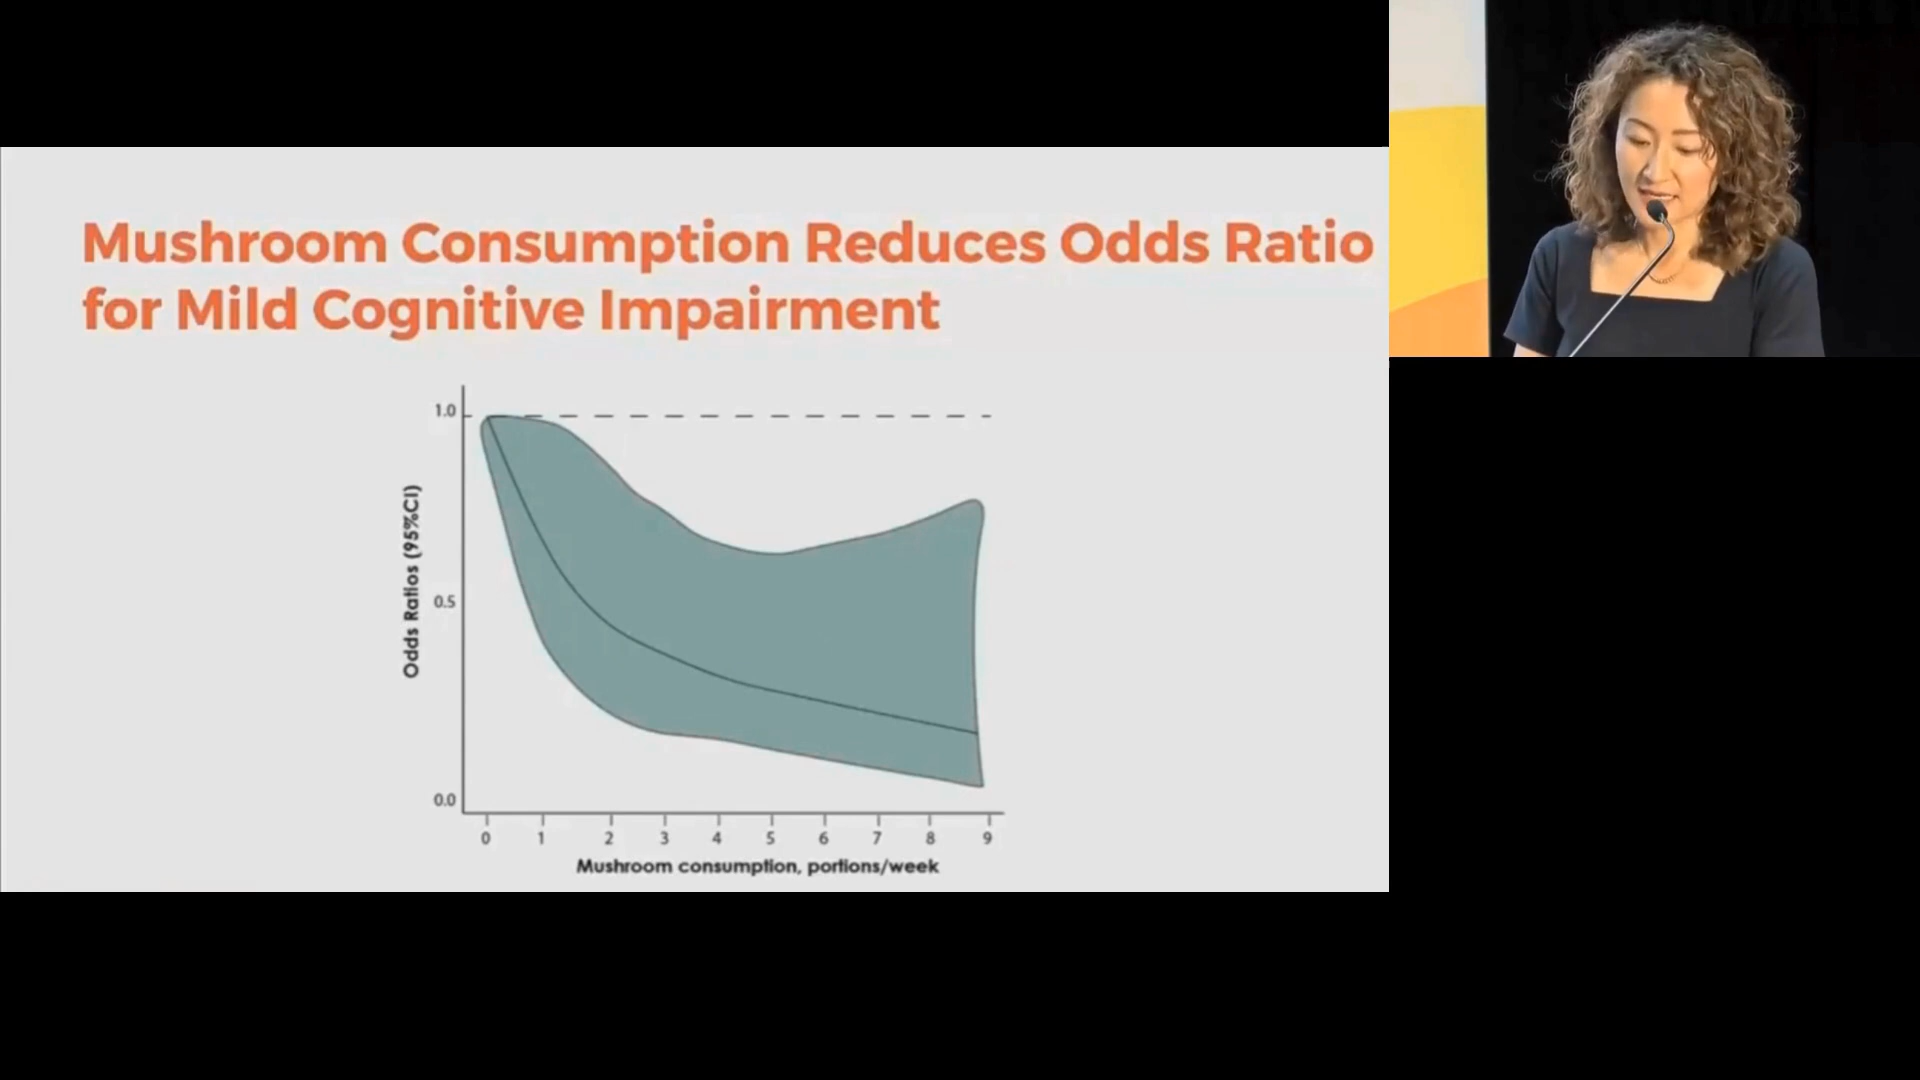 Mushroom Consumption Reduces Odds Ratio
for Mild Cognitive Impairment
Odds Ratios (95%CI)
1.0
0.5
0.0
0 1 2 3 4 5 6 7 8 9
Mushroom consumption, portions/week